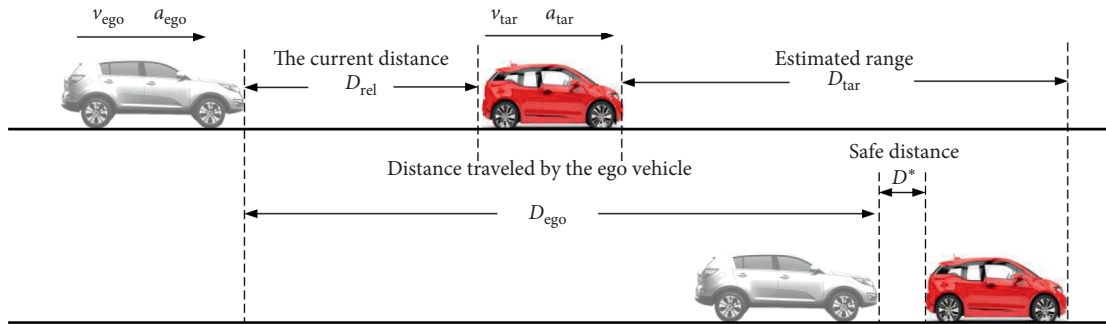 v_ego a_ego
v_tar a_tar
The current distance
D_rel
Estimated range
D_tar
Distance traveled by the ego vehicle
Safe distance
D*
D_ego